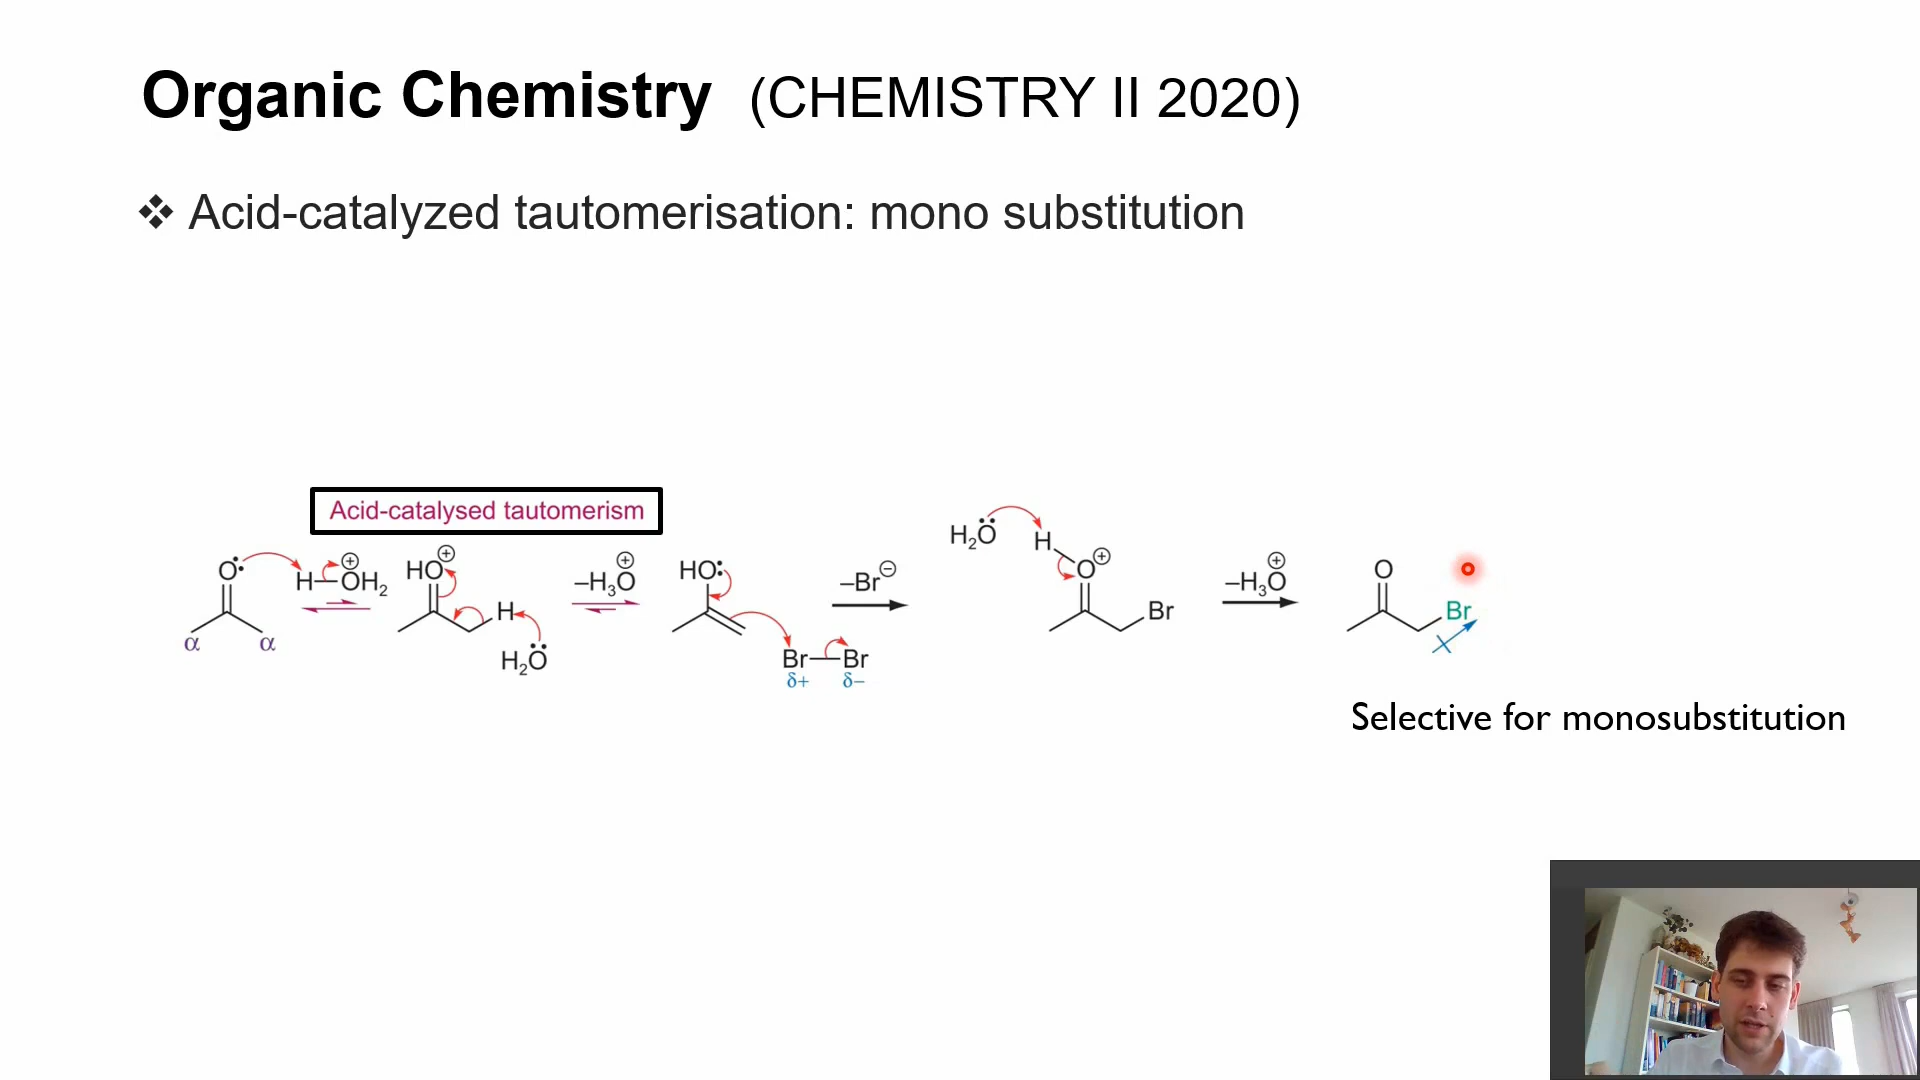 Organic Chemistry (CHEMISTRY II 2020)
❖ Acid-catalyzed tautomerisation: mono substitution
Acid-catalysed tautomerism
O
α
α
H–OH₂
⊕
HO
⊕
H
H₂O
–H₃O
⊕
HO
Br–Br
δ+ δ–
–Br⊖
H₂O
H
O
⊕
Br
–H₃O
⊕
O
Br
Selective for monosubstitution